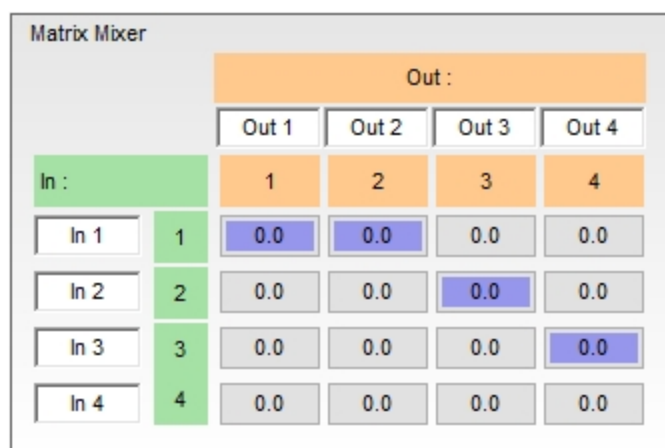 Matrix Mixer
Out :
Out 1 Out 2 Out 3 Out 4
In : 1 2 3 4
In 1 1 0.0 0.0 0.0 0.0
In 2 2 0.0 0.0 0.0 0.0
In 3 3 0.0 0.0 0.0 0.0
In 4 4 0.0 0.0 0.0 0.0